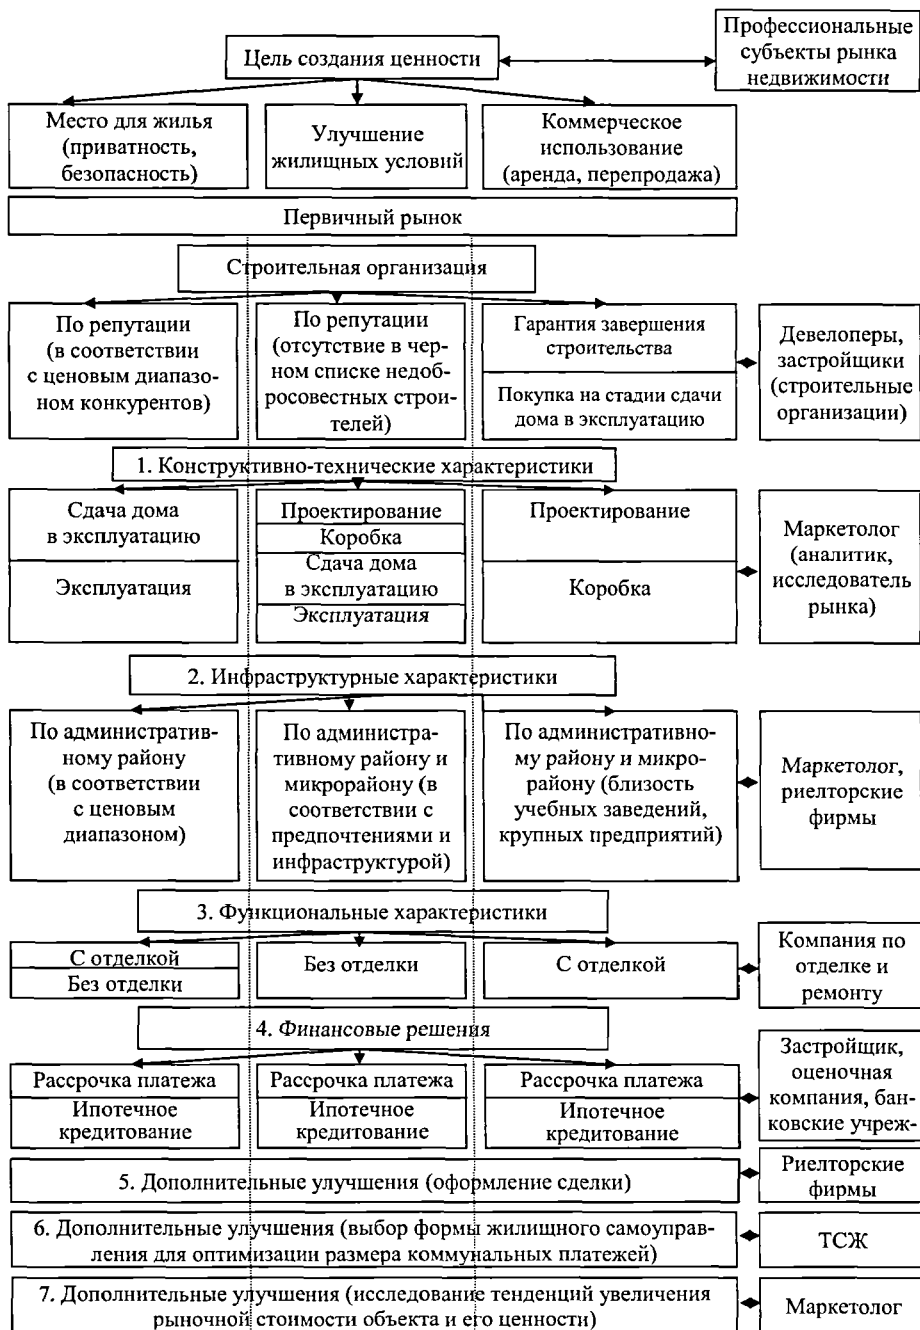 Профессиональные
субъекты рынка
недвижимости
Цель создания ценности
Место для жилья
(приватность,
безопасность)
Улучшение
жилищных условий
Коммерческое
использование
(аренда, перепродажа)
Первичный рынок
Строительная организация
По репутации
(в соответствии
с ценовым диапазо-
ном конкурентов)
По репутации
(отсутствие в чер-
ном списке недоб-
росовестных строи-
телей)
Гарантия завершения
строительства
Покупка на стадии сдачи
дома в эксплуатацию
Девелоперы,
застройщики
(строительные
организации)
1. Конструктивно-технические характеристики
Сдача дома
в эксплуатацию
Эксплуатация
Проектирование
Коробка
Сдача дома
в эксплуатацию
Эксплуатация
Проектирование
Коробка
Маркетолог
(аналитик,
исследователь
рынка)
2. Инфраструктурные характеристики
По административ-
ному району
(в соответствии
с ценовым
диапазоном)
По администра-
тивному району и
микрорайону (в
соответствии с
предпочтениями и
инфраструктурой)
По административно-
му району и микро-
району (близость
учебных заведений,
крупных предприятий)
Маркетолог,
риелторские
фирмы
3. Функциональные характеристики
С отделкой
Без отделки
Без отделки
С отделкой
Компания по
отделке и
ремонту
4. Финансовые решения
Рассрочка платежа
Ипотечное
кредитование
Рассрочка платежа
Ипотечное
кредитование
Рассрочка платежа
Ипотечное
кредитование
Застройщик,
оценочная
компания, бан-
ковские учреж-
5. Дополнительные улучшения (оформление сделки)
Риелторские
фирмы
6. Дополнительные улучшения (выбор формы жилищного самоуправ-
ления для оптимизации размера коммунальных платежей)
ТСЖ
7. Дополнительные улучшения (исследование тенденций увеличения
рыночной стоимости объекта и его ценности)
Маркетолог